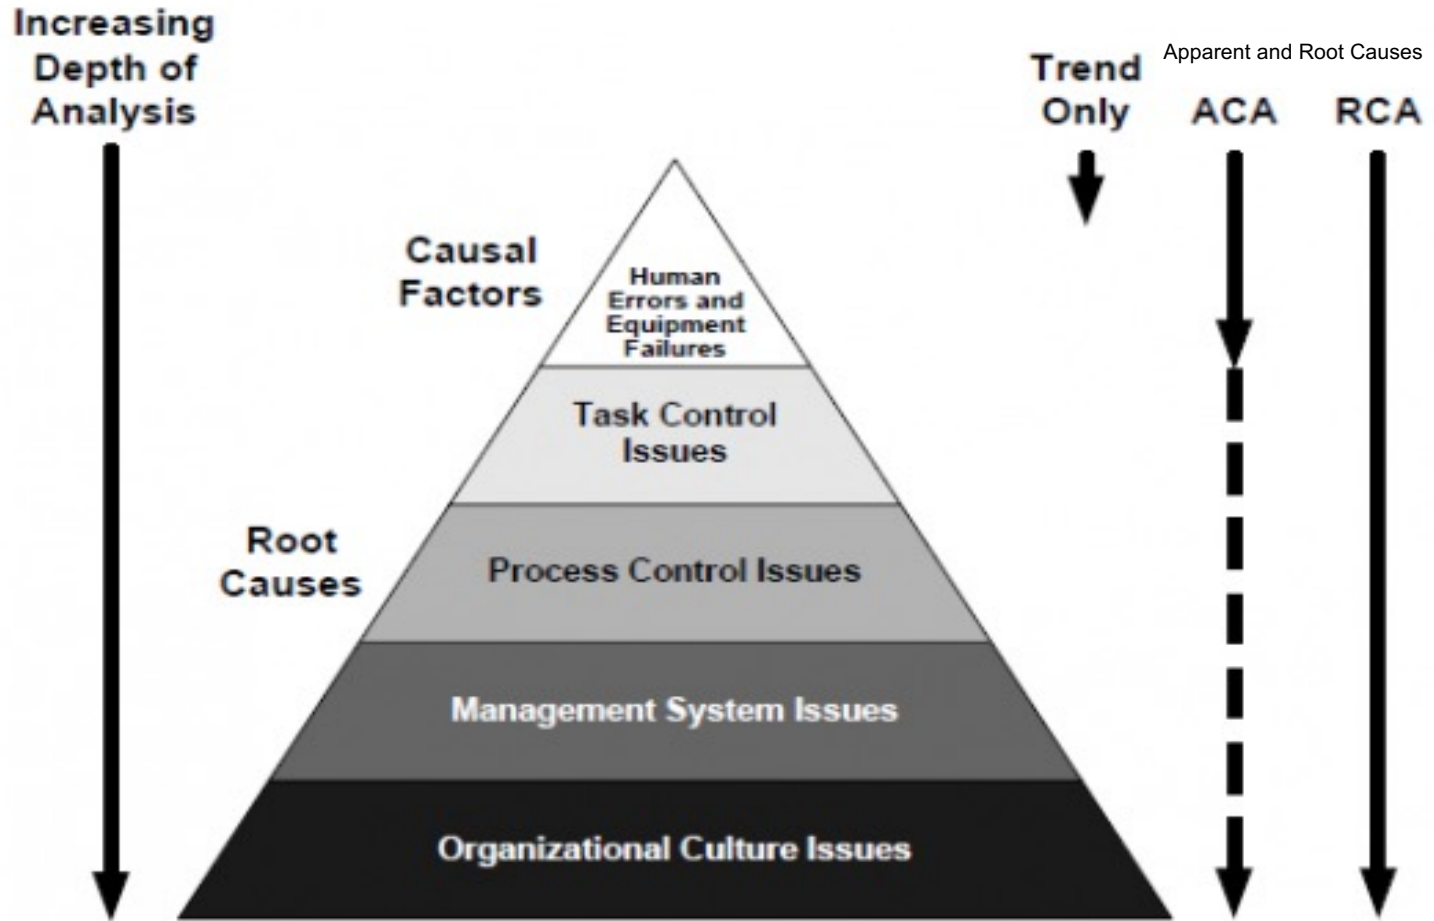 Increasing
Depth of
Analysis
Apparent and Root Causes
Trend
Only
ACA
RCA
Causal
Factors
Human
Errors and
Equipment
Failures
Task Control
Issues
Root
Causes
Process Control Issues
Management System Issues
Organizational Culture Issues